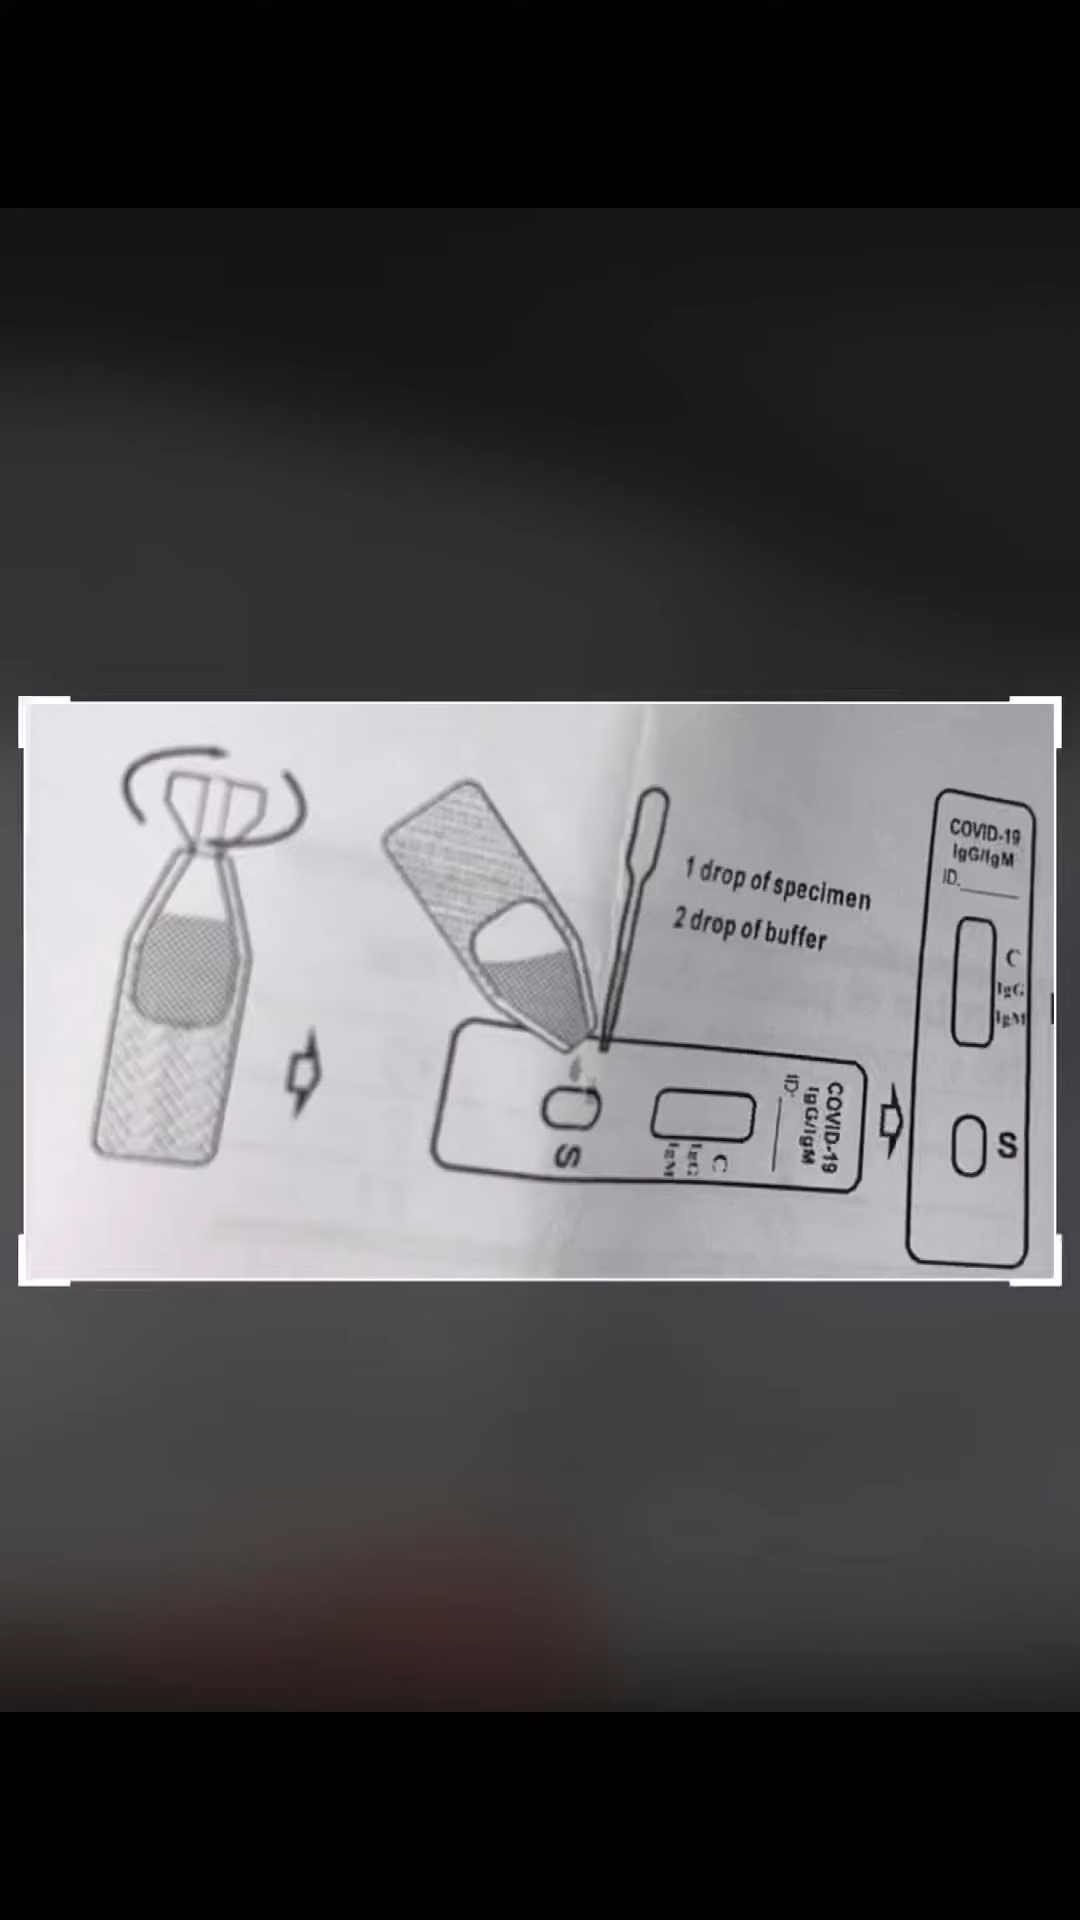 1 drop of specimen
2 drop of buffer
S
C
IgG
IgM
ID:
COVID-19
IgG/IgM
COVID-19
IgG/IgM
ID.
C
IgG
IgM
S